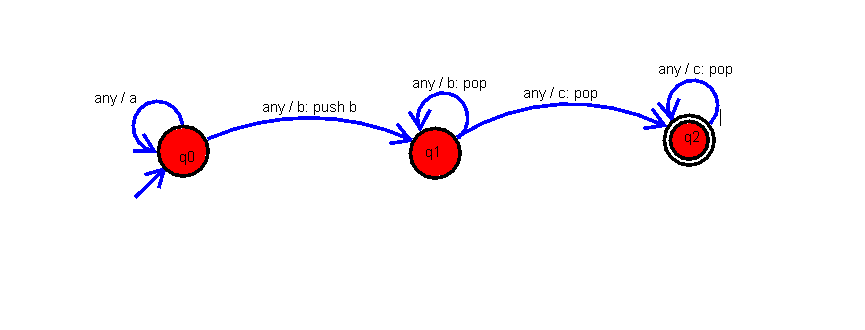 any / c: pop
any / b: pop
any / a
any / c: pop
any / b: push b
q0
q1
q2